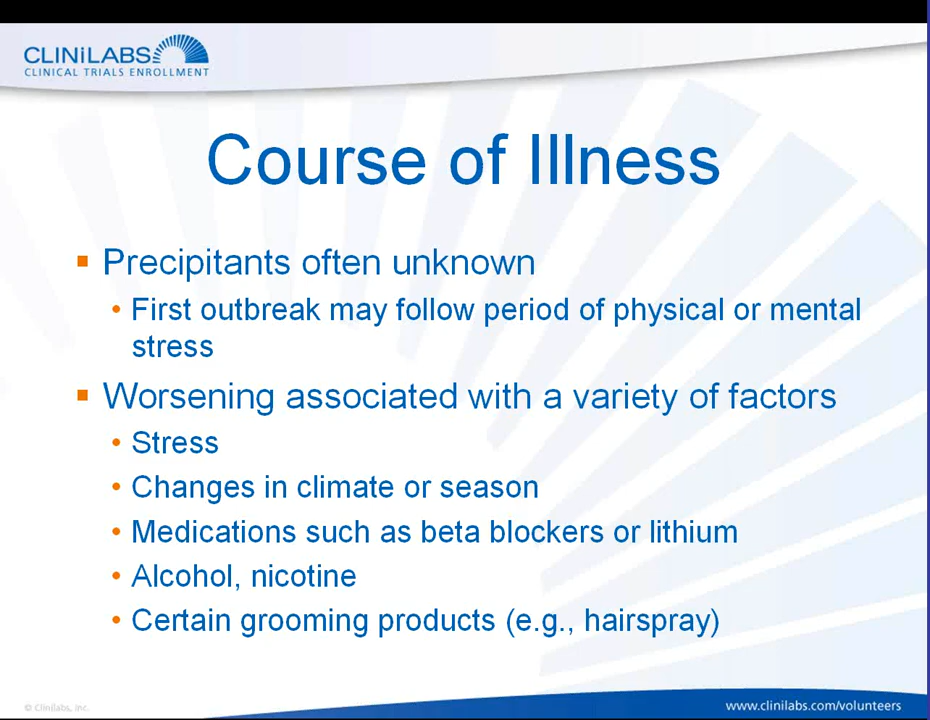 CLINiLABS
CLINICAL TRIALS ENROLLMENT
Course of Illness
Precipitants often unknown
• First outbreak may follow period of physical or mental
stress
Worsening associated with a variety of factors
• Stress
• Changes in climate or season
• Medications such as beta blockers or lithium
• Alcohol, nicotine
• Certain grooming products (e.g., hairspray)
© Clinilabs, Inc.
www.clinilabs.com/volunteers